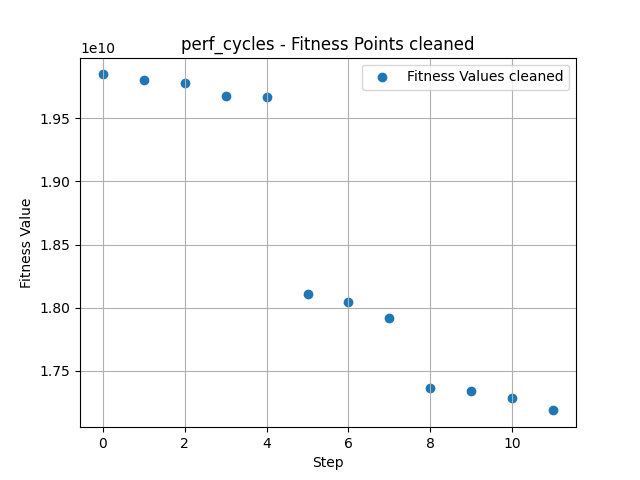 perf_cycles - Fitness Points cleaned
1e10
Fitness Values cleaned
1.95
1.90
1.85
1.80
1.75
Fitness Value
0 2 4 6 8 10
Step